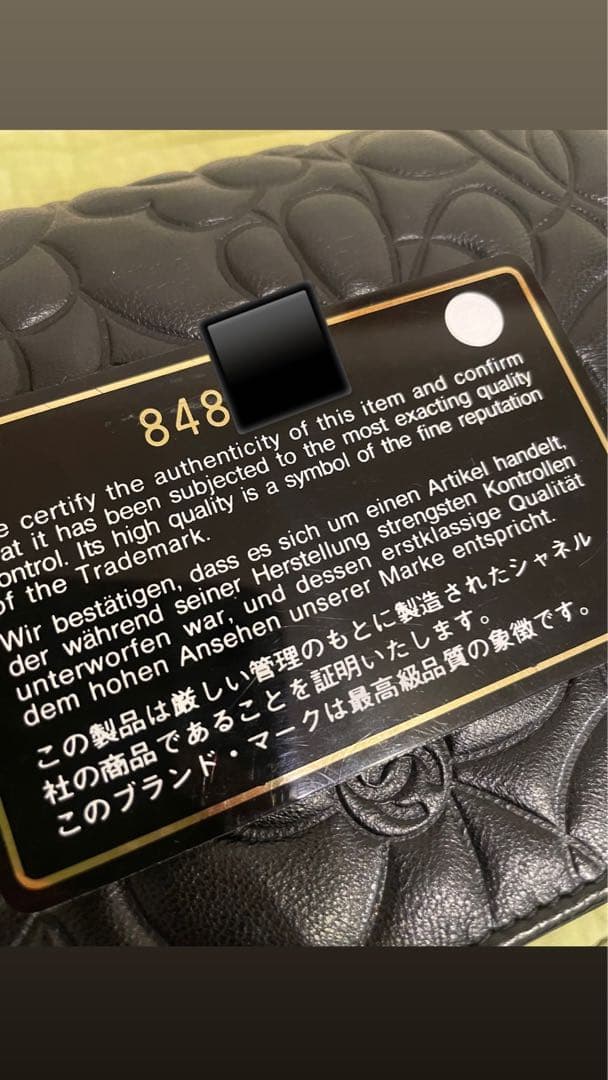 848
e certify the authenticity of this item and confirm
at it has been subjected to the most exacting quality
ontrol. Its high quality is a symbol of the fine reputation
of the Trademark.
Wir bestätigen, dass es sich um einen Artikel handelt,
der während seiner Herstellung strengsten Kontrollen
unterworfen war, und dessen erstklassige Qualität
dem hohen Ansehen unserer Marke entspricht.
この製品は厳しい管理のもとに製造されたシャネル
社の商品であることを証明いたします。
このブランド・マークは最高級品質の象徴です。